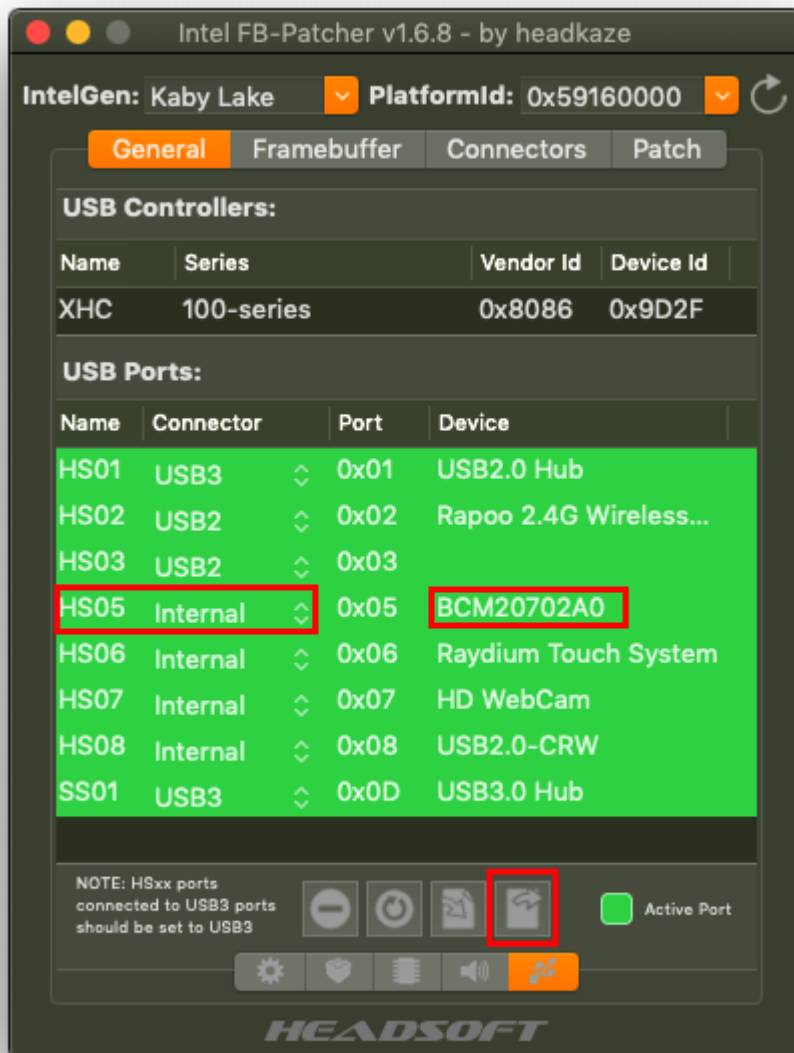 Intel FB-Patcher v1.6.8 - by headkaze
IntelGen: Kaby Lake PlatformId: 0x59160000
General Framebuffer Connectors Patch
USB Controllers:
Name Series Vendor Id Device Id
XHC 100-series 0x8086 0x9D2F
USB Ports:
Name Connector Port Device
HS01 USB3 0x01 USB2.0 Hub
HS02 USB2 0x02 Rapoo 2.4G Wireless...
HS03 USB2 0x03
HS05 Internal 0x05 BCM20702A0
HS06 Internal 0x06 Raydium Touch System
HS07 Internal 0x07 HD WebCam
HS08 Internal 0x08 USB2.0-CRW
SS01 USB3 0x0D USB3.0 Hub
NOTE: HSxx ports
connected to USB3 ports
should be set to USB3
Active Port
HEADSOFT